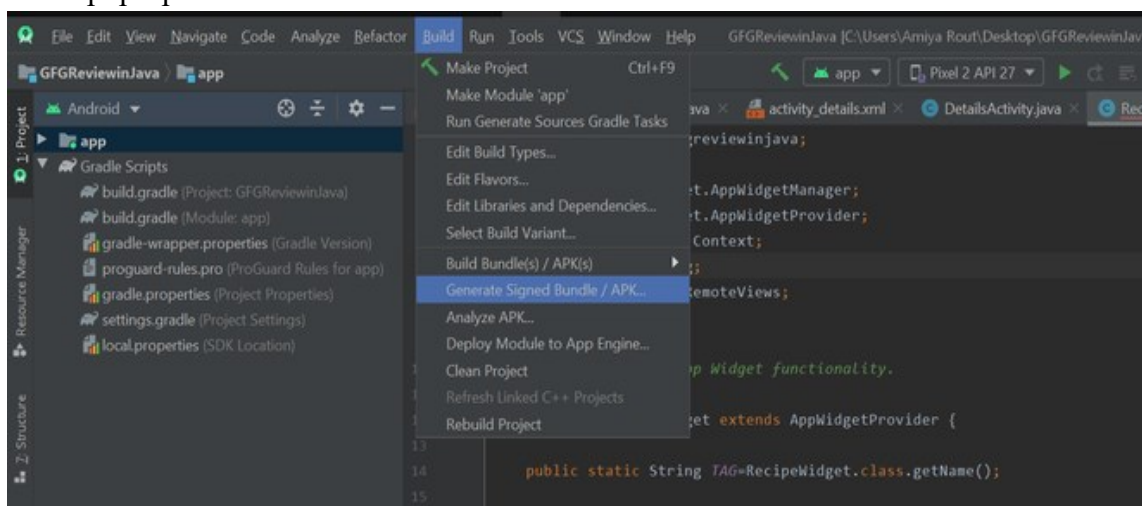 File Edit View Navigate Code Analyze Refactor Build Run Tools VCS Window Help GFGReviewinJava [C:\Users\Amiya Rout\Desktop\GFGReviewinJav
GFGReviewinJava app
app Pixel 2 API 27
1: Project
Android
app
Gradle Scripts
build.gradle (Project: GFGReviewinJava)
build.gradle (Module: app)
gradle-wrapper.properties (Gradle Version)
proguard-rules.pro (ProGuard Rules for app)
gradle.properties (Project Properties)
settings.gradle (Project Settings)
local.properties (SDK Location)
Resource Manager
Z: Structure
Make Project Ctrl+F9
Make Module 'app'
Run Generate Sources Gradle Tasks
Edit Build Types...
Edit Flavors...
Edit Libraries and Dependencies...
Select Build Variant...
Build Bundle(s) / APK(s)
Generate Signed Bundle / APK...
Analyze APK...
Deploy Module to App Engine...
Clean Project
Refresh Linked C++ Projects
Rebuild Project
ava activity_details.xml DetailsActivity.java Rec
reviewinjava;
t.AppWidgetManager;
t.AppWidgetProvider;
Context;
;
emoteViews;
p Widget functionality.
et extends AppWidgetProvider {
13
14 public static String TAG=RecipeWidget.class.getName();
15